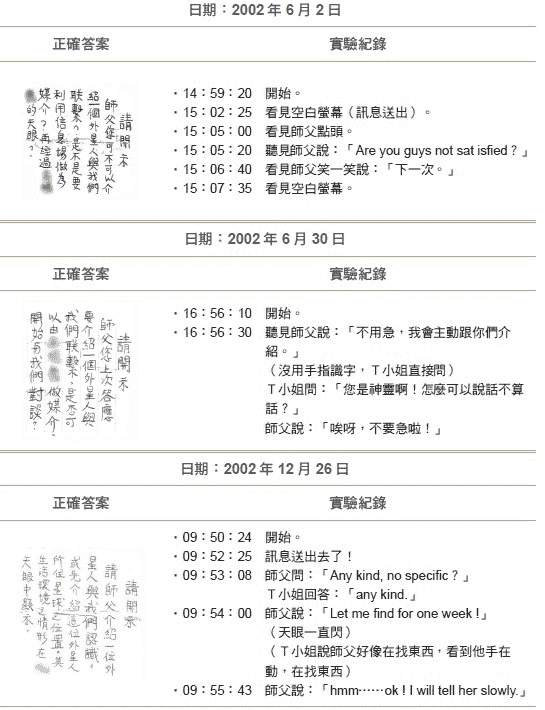 日期：2002 年 6 月 2 日
正確答案
實驗紀錄
請開示
師父您可不可以介
紹一個外星人與我們
聯繫？是不是要
利用信息場做為
媒介？再經過
的天眼？
・14：59：20 開始。
・15：02：25 看見空白螢幕（訊息送出）。
・15：05：00 看見師父點頭。
・15：05：20 聽見師父說：「Are you guys not sat isfied？」
・15：06：40 看見師父笑一笑說：「下一次。」
・15：07：35 看見空白螢幕。
日期：2002 年 6 月 30 日
正確答案
實驗紀錄
請開示
師父您上次答應
要介紹一個外星人與
我們聯繫，是否可
以由做媒介，
開始與我們對談？
・16：56：10 開始。
・16：56：30 聽見師父說：「不用急，我會主動跟你們介
紹。」
（沒用手指識字，Ｔ小姐直接問）
Ｔ小姐問：「您是神靈啊！怎麼可以說話不算
話？」
師父說：「唉呀，不要急啦！」
日期：2002 年 12 月 26 日
正確答案
實驗紀錄
請開示
請師父介紹一位外
星人與我們認識。
或先介紹這位外星人
所住星球之位置，其
生活環境之情形在
天眼中顯示．
・09：50：24 開始。
・09：52：25 訊息送出去了！
・09：53：08 師父問：「Any kind, no specific？」
Ｔ小姐回答：「any kind.」
・09：54：00 師父說：「Let me find for one week！」
（天眼一直閃）
（Ｔ小姐說師父好像在找東西，看到他手在
動，在找東西）
・09：55：43 師父說：「hmm……ok！I will tell her slowly.」